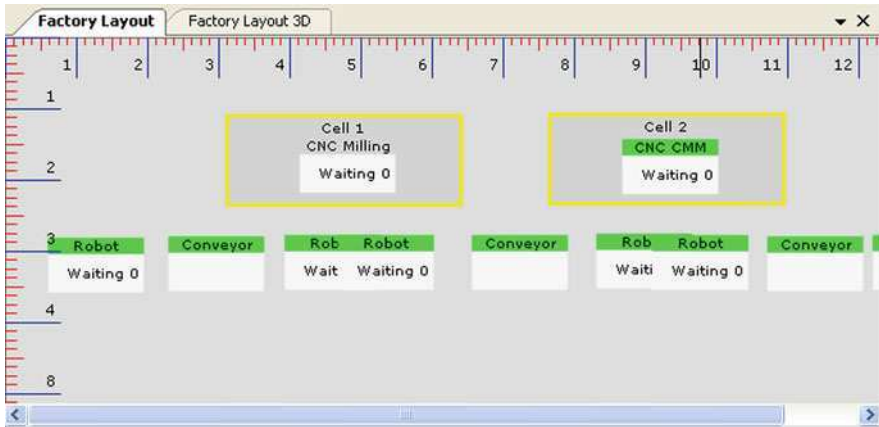 Factory Layout Factory Layout 3D
1 2 3 4 5 6 7 8 9 10 11 12
1
Cell 1 Cell 2
CNC Milling CNC CMM
2 Waiting 0 Waiting 0
3 Robot Conveyor Rob Robot Conveyor Rob Robot Conveyor
Waiting 0 Wait Waiting 0 Waiti Waiting 0
4
8